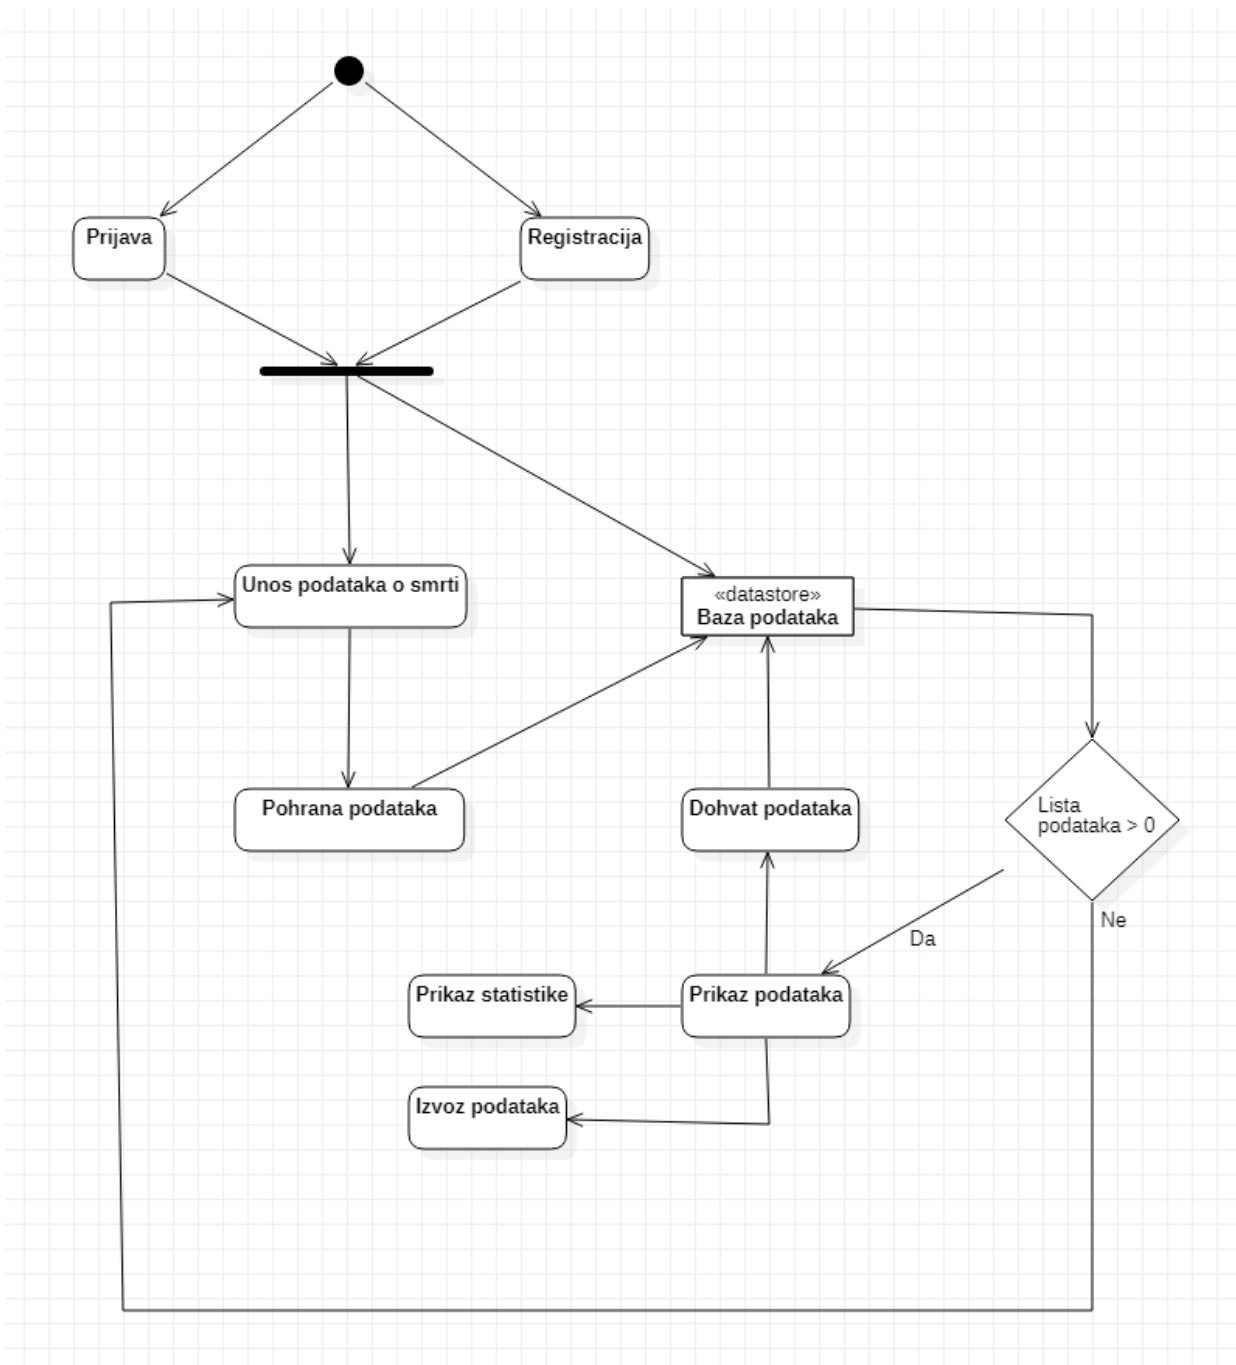 Prijava
Registracija
Unos podataka o smrti
«datastore»
Baza podataka
Pohrana podataka
Dohvat podataka
Lista
podataka > 0
Ne
Da
Prikaz statistike
Prikaz podataka
Izvoz podataka